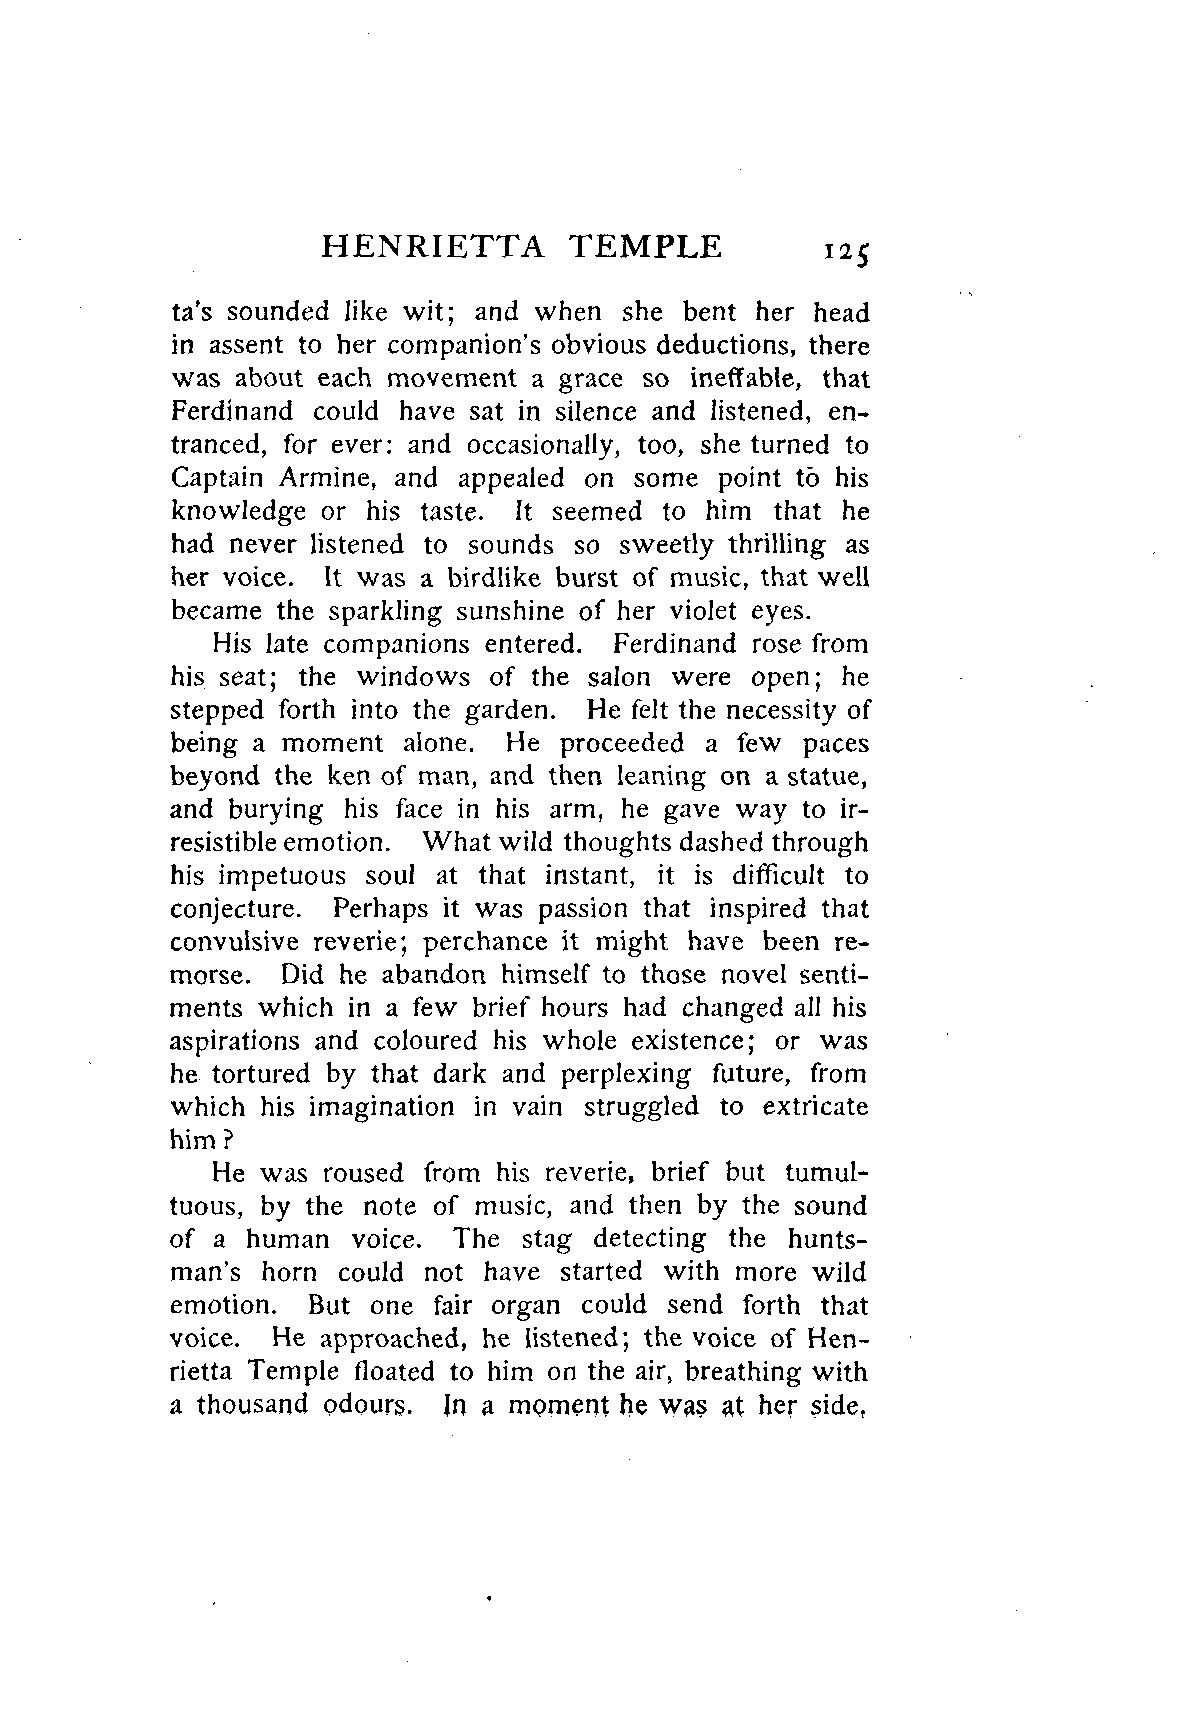 HENRIETTA TEMPLE 125
ta's sounded like wit; and when she bent her head
in assent to her companion's obvious deductions, there
was about each movement a grace so ineffable, that
Ferdinand could have sat in silence and listened, en-
tranced, for ever: and occasionally, too, she turned to
Captain Armine, and appealed on some point to his
knowledge or his taste. It seemed to him that he
had never listened to sounds so sweetly thrilling as
her voice. It was a birdlike burst of music, that well
became the sparkling sunshine of her violet eyes.
His late companions entered. Ferdinand rose from
his seat; the windows of the salon were open; he
stepped forth into the garden. He felt the necessity of
being a moment alone. He proceeded a few paces
beyond the ken of man, and then leaning on a statue,
and burying his face in his arm, he gave way to ir-
resistible emotion. What wild thoughts dashed through
his impetuous soul at that instant, it is difficult to
conjecture. Perhaps it was passion that inspired that
convulsive reverie; perchance it might have been re-
morse. Did he abandon himself to those novel senti-
ments which in a few brief hours had changed all his
aspirations and coloured his whole existence; or was
he tortured by that dark and perplexing future, from
which his imagination in vain struggled to extricate
him?
He was roused from his reverie, brief but tumul-
tuous, by the note of music, and then by the sound
of a human voice. The stag detecting the hunts-
man's horn could not have started with more wild
emotion. But one fair organ could send forth that
voice. He approached, he listened; the voice of Hen-
rietta Temple floated to him on the air, breathing with
a thousand odours. In a moment he was at her side,